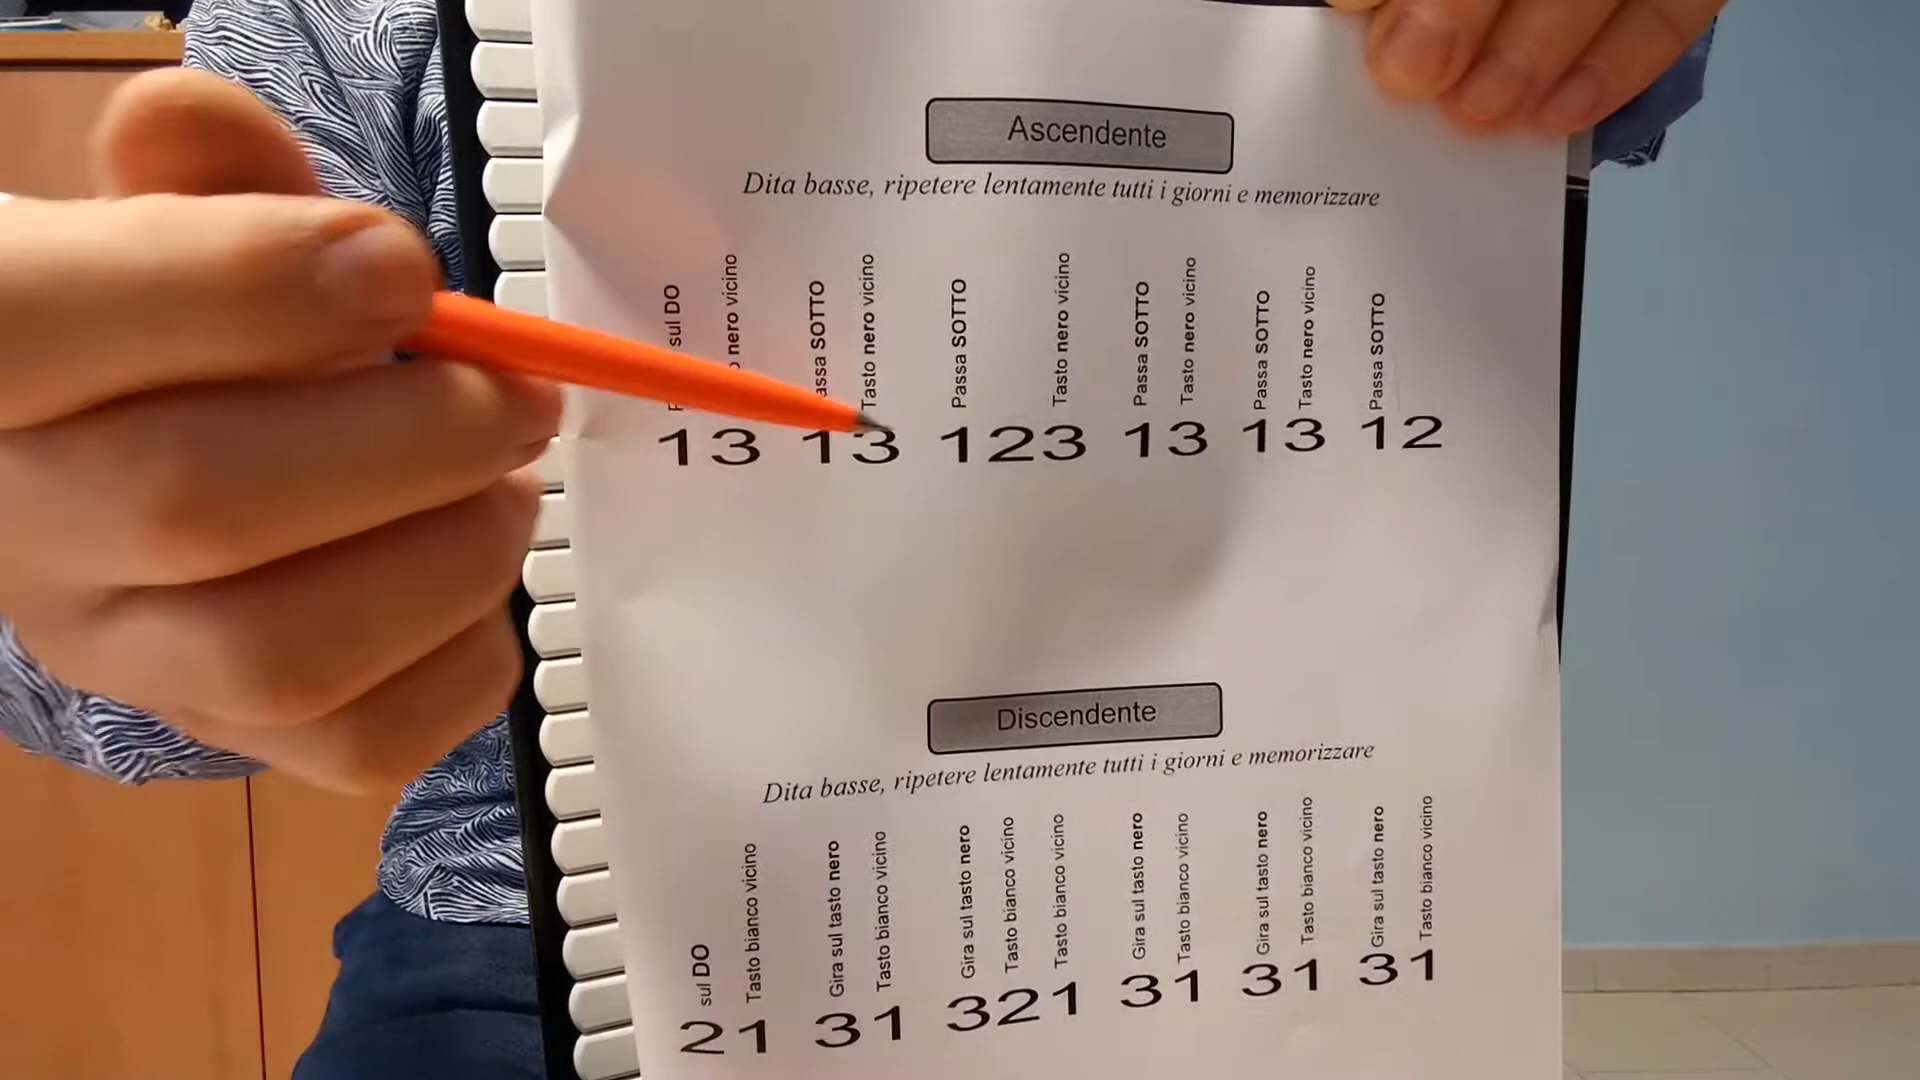 Ascendente
Dita basse, ripetere lentamente tutti i giorni e memorizzare
sul DO
nero vicino
SOTTO
Tasto nero vicino
Passa SOTTO
Tasto nero vicino
Passa SOTTO
Tasto nero vicino
Passa SOTTO
Tasto nero vicino
Passa SOTTO
13 13 123 13 13 12
Discendente
Dita basse, ripetere lentamente tutti i giorni e memorizzare
sul DO
Tasto bianco vicino
Gira sul tasto nero
Tasto bianco vicino
Gira sul tasto nero
Tasto bianco vicino
Tasto bianco vicino
Gira sul tasto nero
Tasto bianco vicino
Gira sul tasto nero
Tasto bianco vicino
Gira sul tasto nero
Tasto bianco vicino
21 31 321 31 31 31